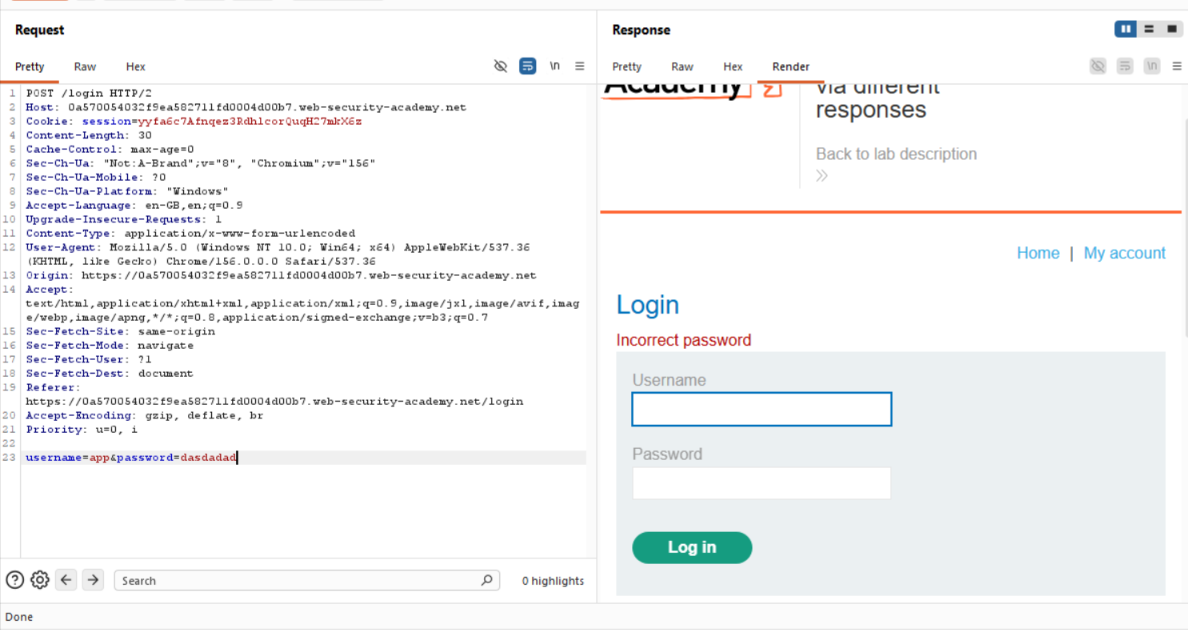 Request
Pretty Raw Hex
\n
1 POST /login HTTP/2
2 Host: 0a570054032f9ea582711fd0004d00b7.web-security-academy.net
3 Cookie: session=yyfa6c7Afnqez3Rdh1corQuqH27mkX6z
4 Content-Length: 30
5 Cache-Control: max-age=0
6 Sec-Ch-Ua: "Not:A-Brand";v="8", "Chromium";v="156"
7 Sec-Ch-Ua-Mobile: ?0
8 Sec-Ch-Ua-Platform: "Windows"
9 Accept-Language: en-GB,en;q=0.9
10 Upgrade-Insecure-Requests: 1
11 Content-Type: application/x-www-form-urlencoded
12 User-Agent: Mozilla/5.0 (Windows NT 10.0; Win64; x64) AppleWebKit/537.36
(KHTML, like Gecko) Chrome/156.0.0.0 Safari/537.36
13 Origin: https://0a570054032f9ea582711fd0004d00b7.web-security-academy.net
14 Accept:
text/html,application/xhtml+xml,application/xml;q=0.9,image/jxl,image/avif,imag
e/webp,image/apng,*/*;q=0.8,application/signed-exchange;v=b3;q=0.7
15 Sec-Fetch-Site: same-origin
16 Sec-Fetch-Mode: navigate
17 Sec-Fetch-User: ?1
18 Sec-Fetch-Dest: document
19 Referer:
https://0a570054032f9ea582711fd0004d00b7.web-security-academy.net/login
20 Accept-Encoding: gzip, deflate, br
21 Priority: u=0, i
22
23 username=app&password=dasdadad
Search
0 highlights
Done
Response
Pretty Raw Hex Render
\n
Academy
via different
responses
Back to lab description
Home | My account
Login
Incorrect password
Username
Password
Log in